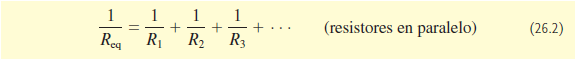 1/R_eq = 1/R_1 + 1/R_2 + 1/R_3 + · · · (resistores en paralelo) (26.2)